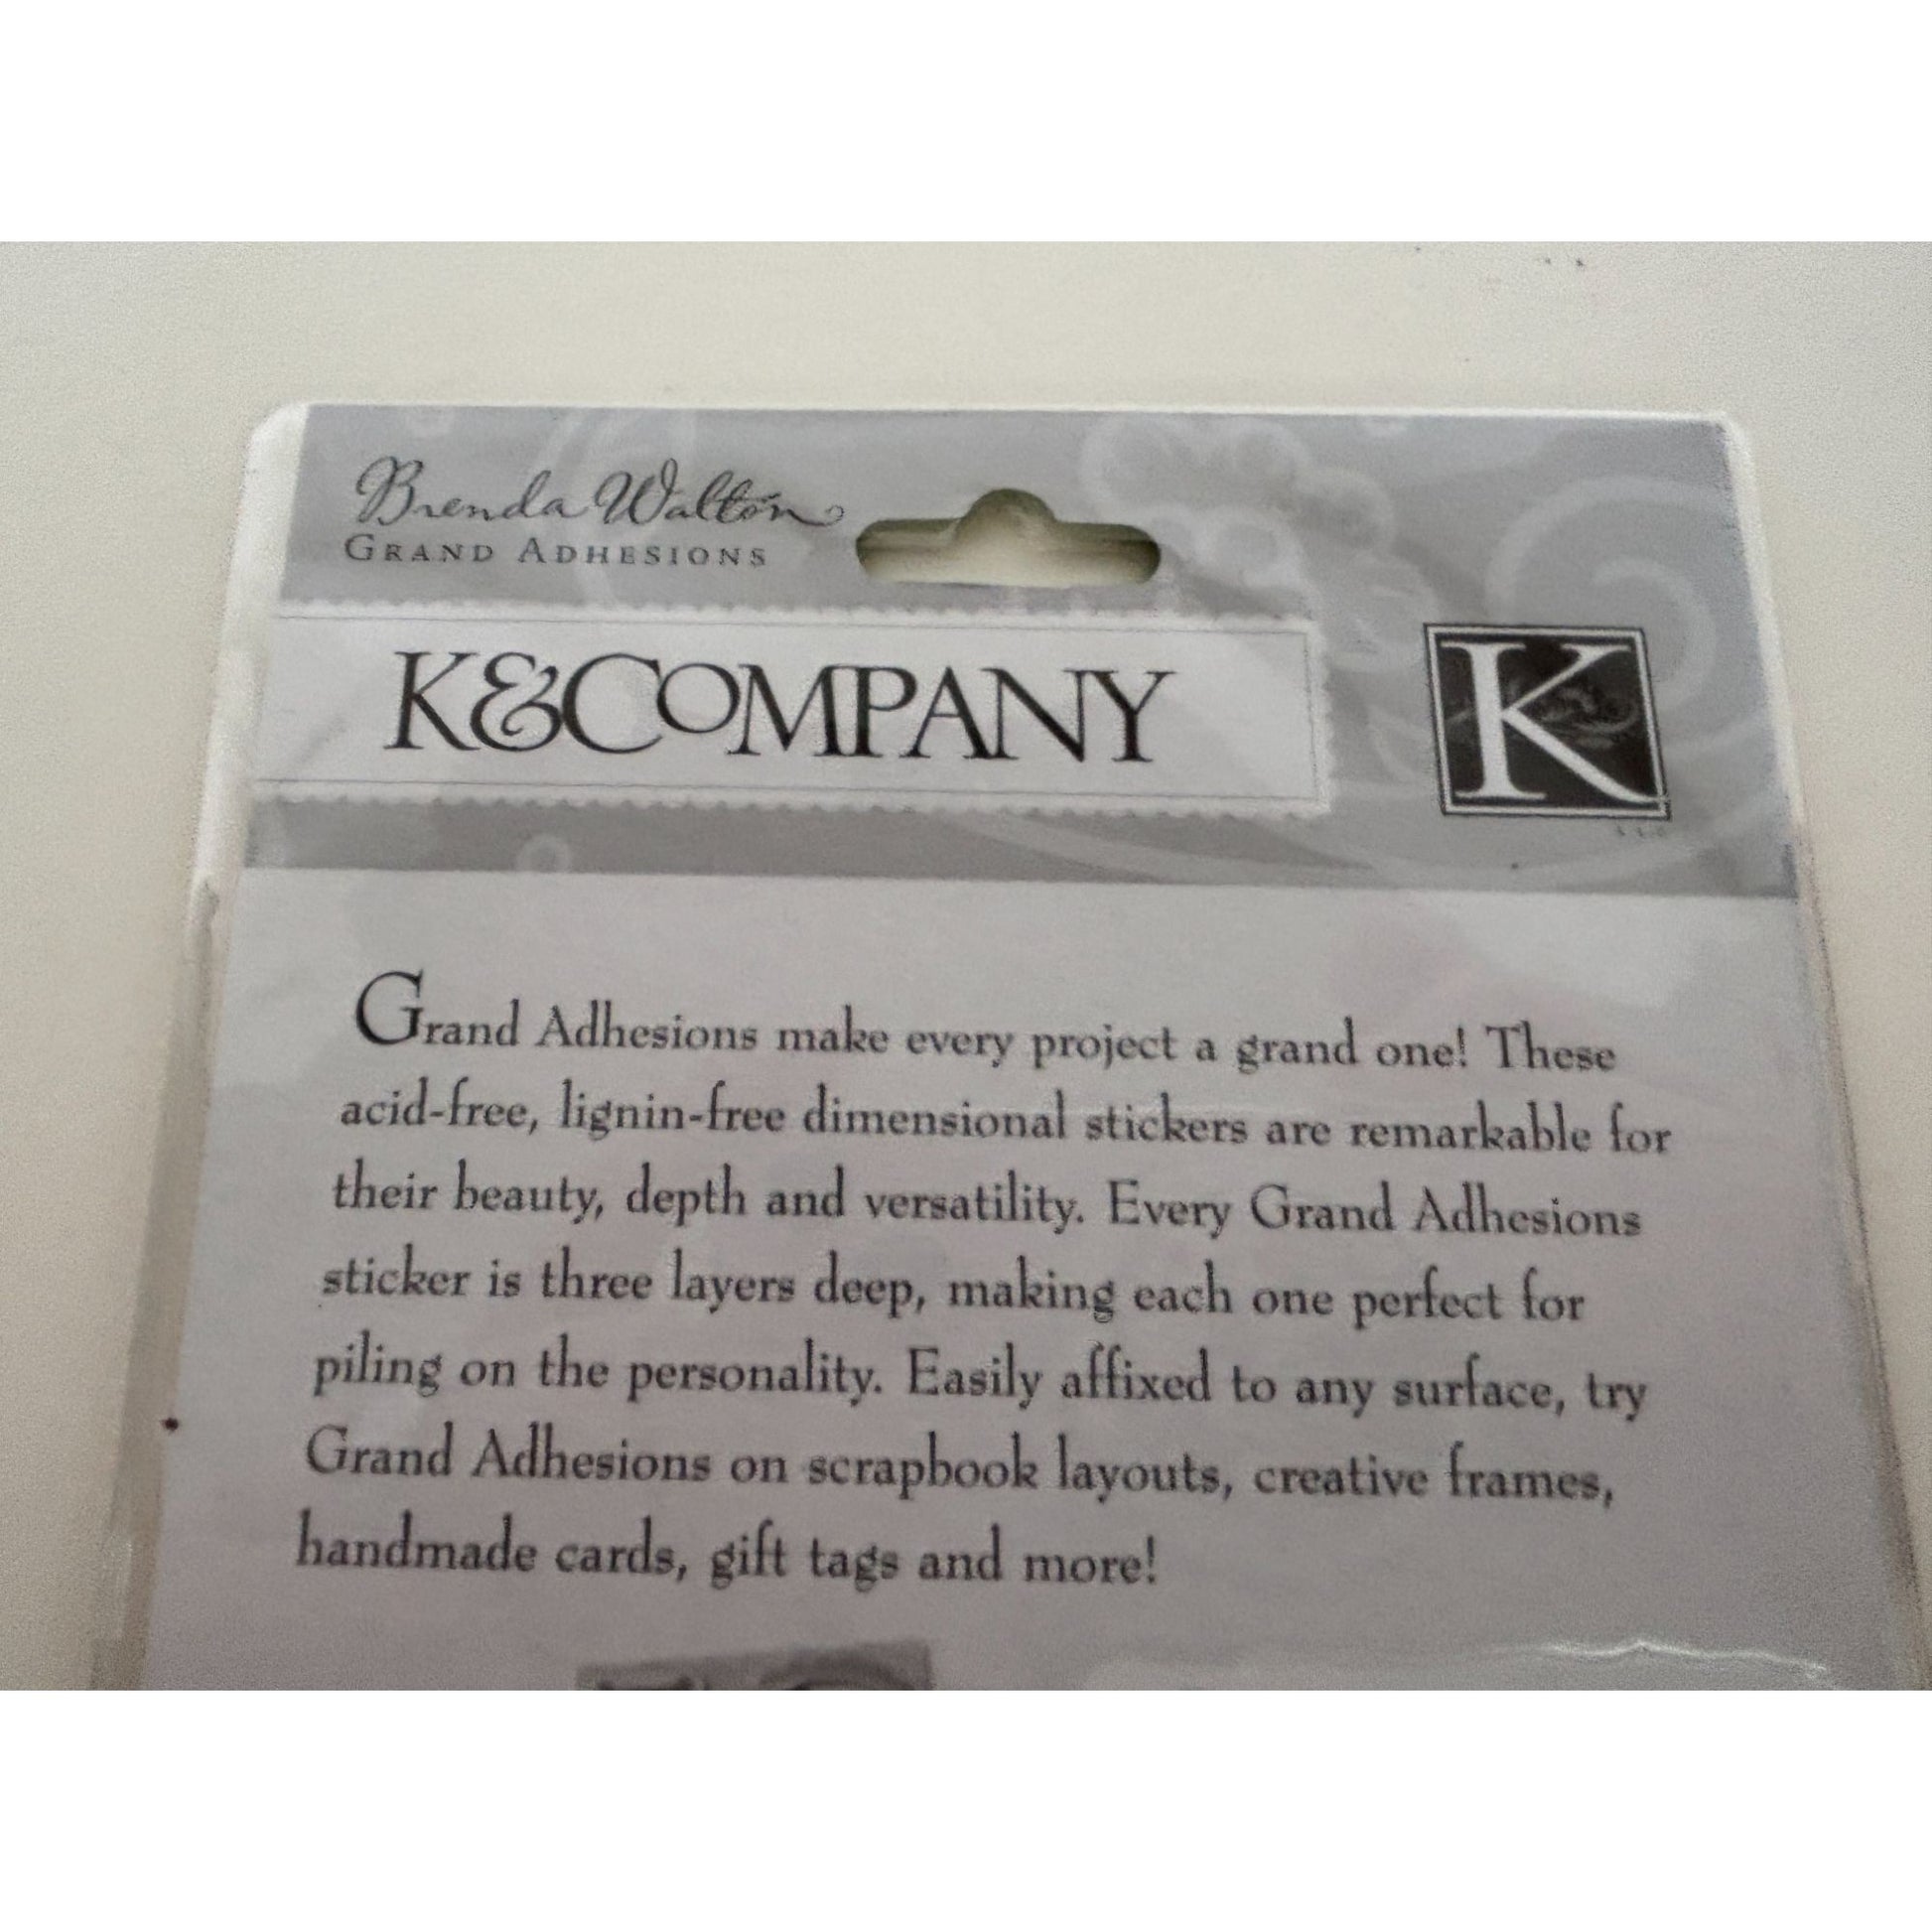 Brenda Walton
GRAND ADHESIONS
K&COMPANY
K
Grand Adhesions make every project a grand one! These
acid-free, lignin-free dimensional stickers are remarkable for
their beauty, depth and versatility. Every Grand Adhesions
sticker is three layers deep, making each one perfect for
piling on the personality. Easily affixed to any surface, try
Grand Adhesions on scrapbook layouts, creative frames,
handmade cards, gift tags and more!